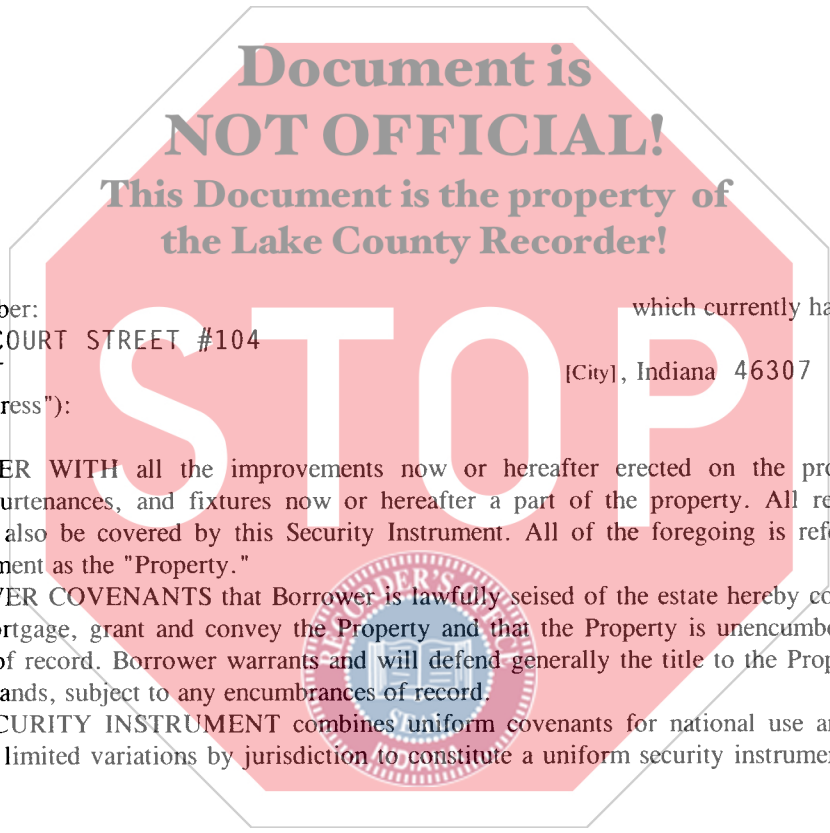 Document is
NOT OFFICIAL!
This Document is the property of
the Lake County Recorder!
STOP
ber: which currently ha
COURT STREET #104
[City], Indiana 46307
ress"):
ER WITH all the improvements now or hereafter erected on the pro
urtenances, and fixtures now or hereafter a part of the property. All re
also be covered by this Security Instrument. All of the foregoing is refe
ment as the "Property."
VER COVENANTS that Borrower is lawfully seised of the estate hereby co
ortgage, grant and convey the Property and that the Property is unencumbe
of record. Borrower warrants and will defend generally the title to the Prop
ands, subject to any encumbrances of record.
CURITY INSTRUMENT combines uniform covenants for national use an
limited variations by jurisdiction to constitute a uniform security instrumen
RECORDER'S OFFICE
SEAL
INDIANA